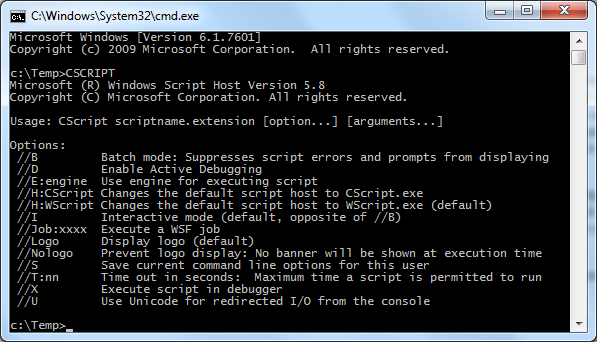 C:\Windows\System32\cmd.exe
Microsoft Windows [Version 6.1.7601]
Copyright (c) 2009 Microsoft Corporation.  All rights reserved.
c:\Temp>CSCRIPT
Microsoft (R) Windows Script Host Version 5.8
Copyright (C) Microsoft Corporation. All rights reserved.
Usage: CScript scriptname.extension [option...] [arguments...]
Options:
 //B         Batch mode: Suppresses script errors and prompts from displaying
 //D         Enable Active Debugging
 //E:engine  Use engine for executing script
 //H:CScript Changes the default script host to CScript.exe
 //H:WScript Changes the default script host to WScript.exe (default)
 //I         Interactive mode (default, opposite of //B)
 //Job:xxxx  Execute a WSF job
 //Logo      Display logo (default)
 //Nologo    Prevent logo display: No banner will be shown at execution time
 //S         Save current command line options for this user
 //T:nn      Time out in seconds:  Maximum time a script is permitted to run
 //X         Execute script in debugger
 //U         Use Unicode for redirected I/O from the console
c:\Temp>_